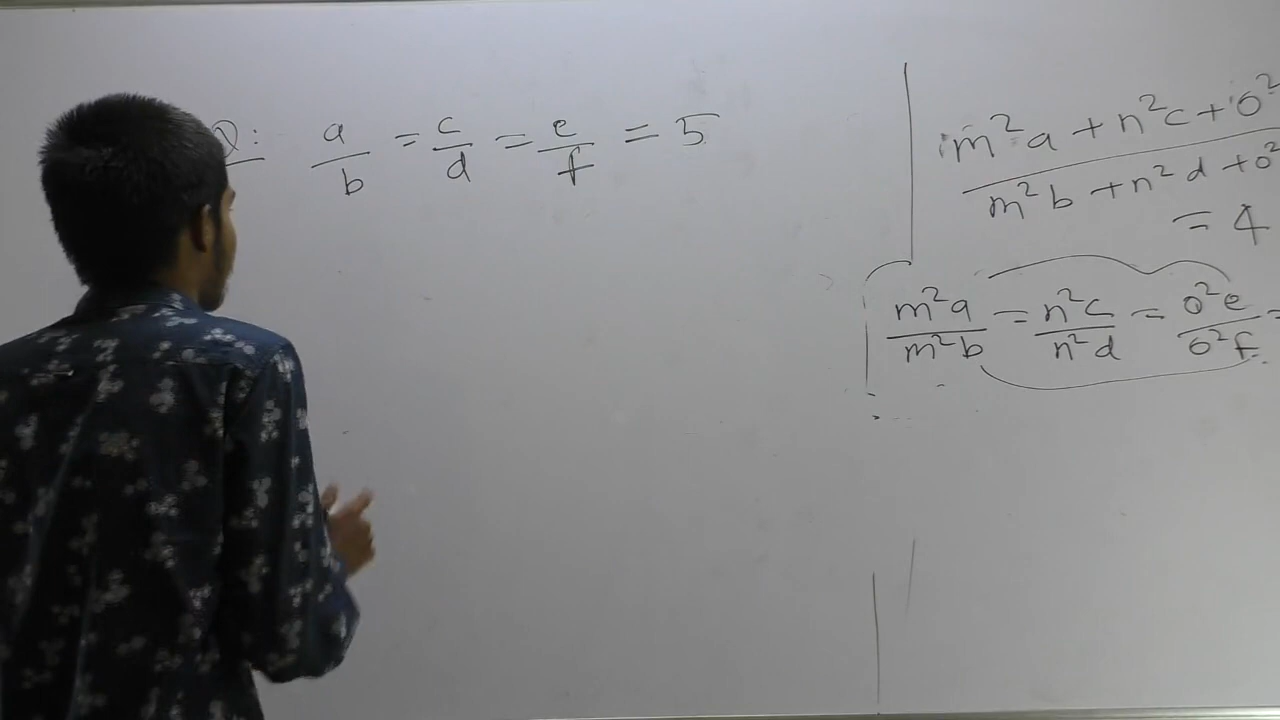 Q: a/b = c/d = e/f = 5
m²a + n²c + o²
m²b + n²d + o²
= 4
m²a/m²b = n²c/n²d = o²e/o²f =